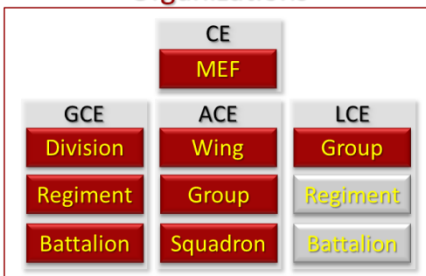 CE
MEF
GCE ACE LCE
Division Wing Group
Regiment Group Regiment
Battalion Squadron Battalion